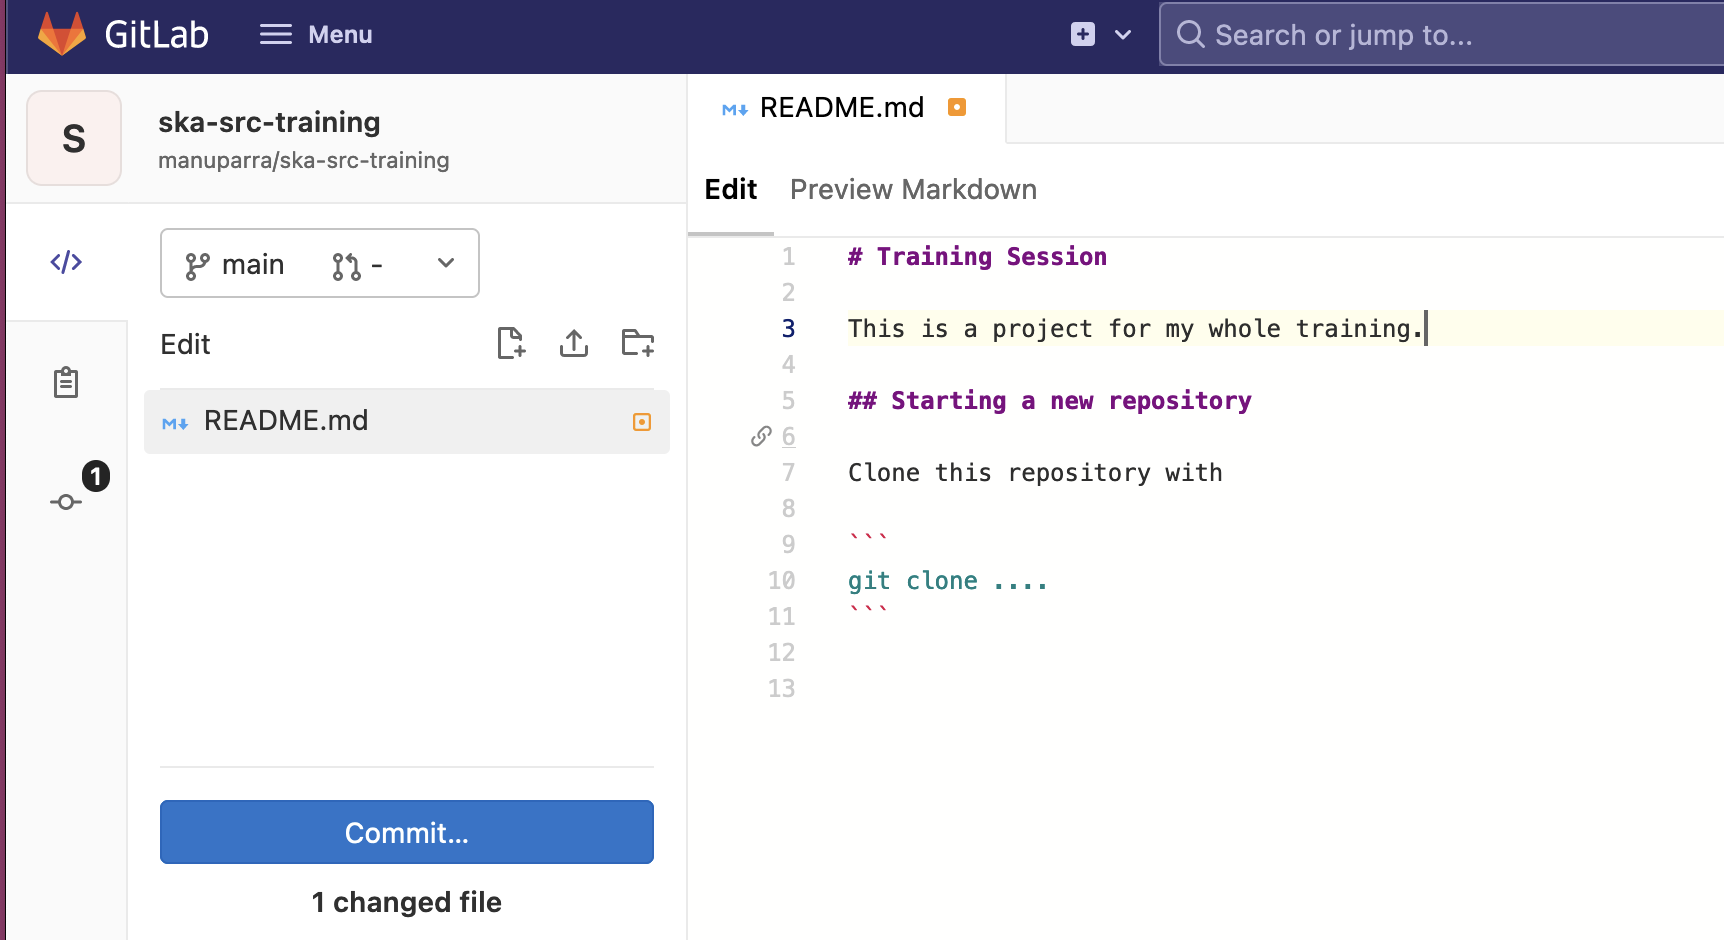 GitLab Menu Search or jump to...
S
ska-src-training
manuparra/ska-src-training
main -
Edit
README.md
1
Commit...
1 changed file
README.md
Edit Preview Markdown
1 # Training Session
2
3 This is a project for my whole training.
4
5 ## Starting a new repository
6
7 Clone this repository with
8
9 ```
10 git clone ....
11 ```
12
13